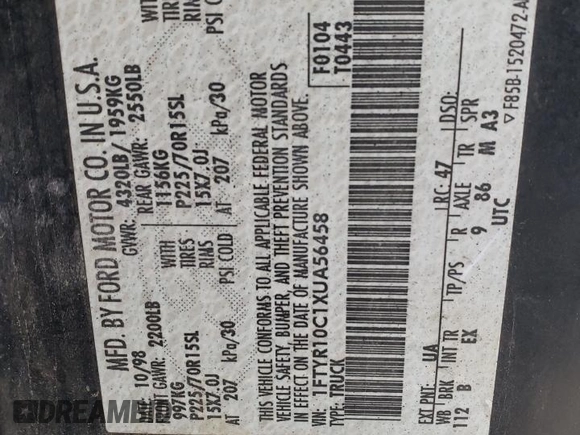 MFD. BY FORD MOTOR CO. IN U.S.A.
DATE: 10/98 GVWR: 4320LB/ 1959KG
FRONT GAWR: 2200LB REAR GAWR: 2550LB
997KG WITH 1156KG WITH
P225/70R15SL TIRES P225/70R15SL TIRES
15X7.0J RIMS 15X7.0J RIMS
AT 207 kPa/30 PSI COLD AT 207 kPa/30 PSI COLD
THIS VEHICLE CONFORMS TO ALL APPLICABLE FEDERAL MOTOR
VEHICLE SAFETY, BUMPER, AND THEFT PREVENTION STANDARDS
IN EFFECT ON THE DATE OF MANUFACTURE SHOWN ABOVE.
VIN: 1FTYR10C1XUA56458 F0104
TYPE: TRUCK T0443
EXT PNT: UA RC: 47 DSO:
WB BRK INT TR TP/PS R AXLE TR SPR
112 B EX 9 86 M A3
UTC
▽ F85B-1520472-A
DREAM